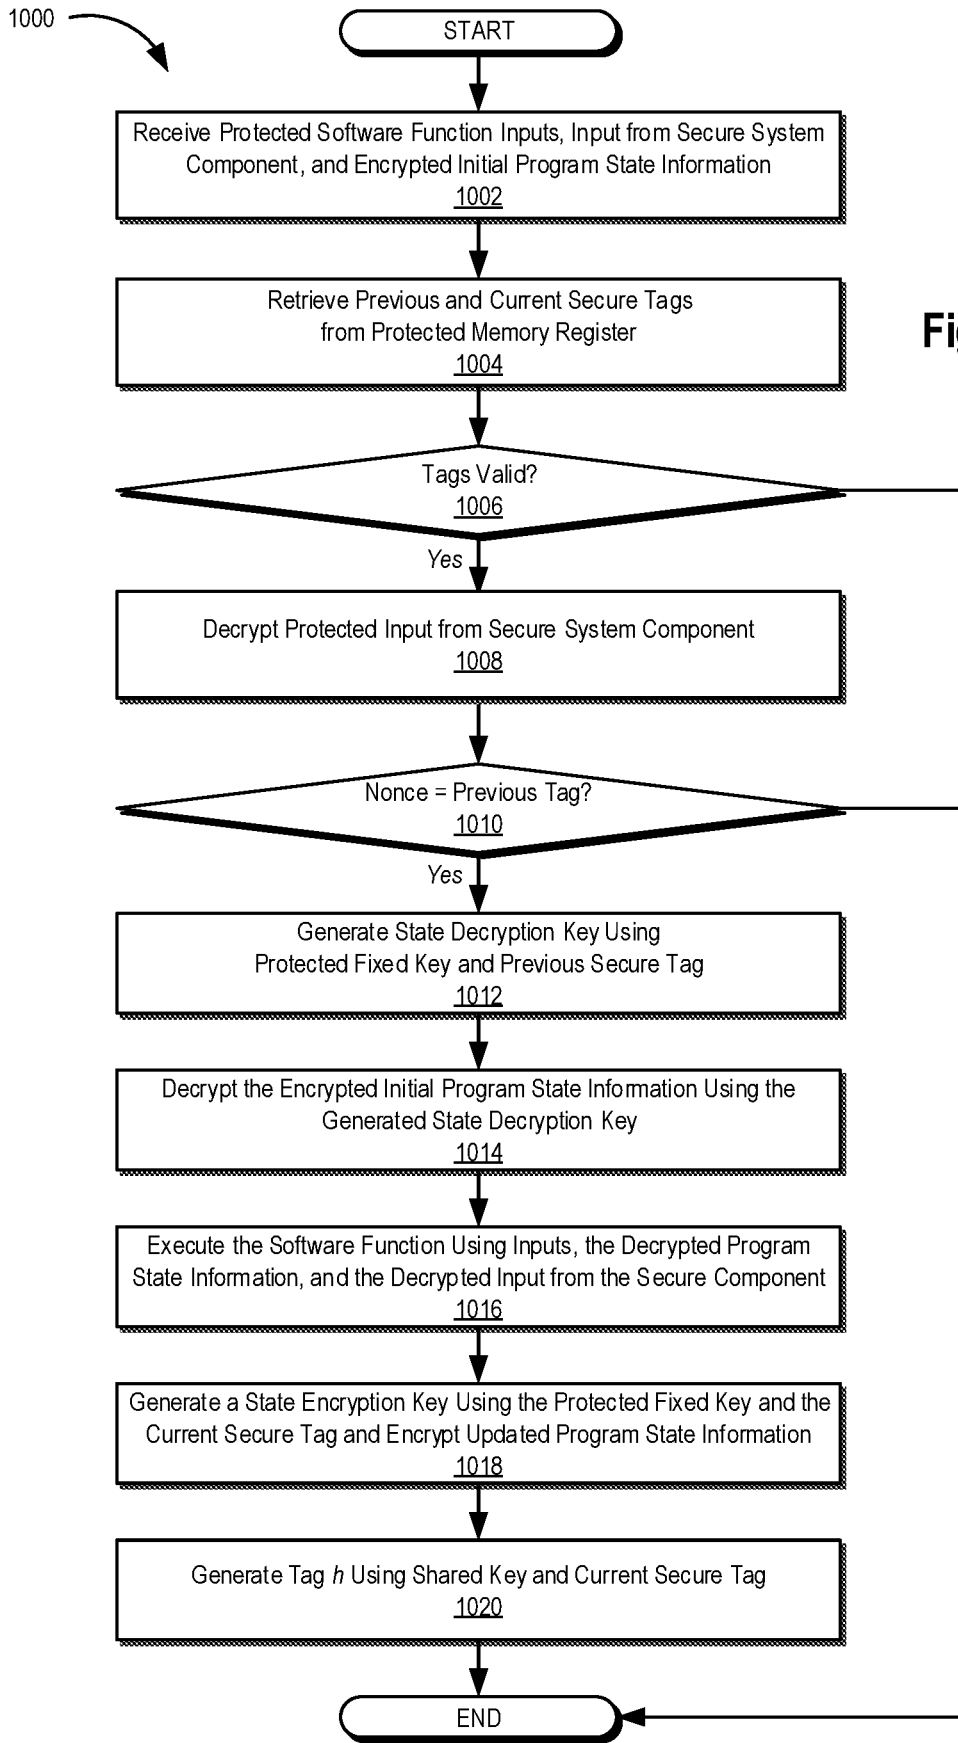 1000
START
Receive Protected Software Function Inputs, Input from Secure System
Component, and Encrypted Initial Program State Information
1002
Retrieve Previous and Current Secure Tags
from Protected Memory Register
1004
Fig
Tags Valid?
1006
Yes
Decrypt Protected Input from Secure System Component
1008
Nonce = Previous Tag?
1010
Yes
Generate State Decryption Key Using
Protected Fixed Key and Previous Secure Tag
1012
Decrypt the Encrypted Initial Program State Information Using the
Generated State Decryption Key
1014
Execute the Software Function Using Inputs, the Decrypted Program
State Information, and the Decrypted Input from the Secure Component
1016
Generate a State Encryption Key Using the Protected Fixed Key and the
Current Secure Tag and Encrypt Updated Program State Information
1018
Generate Tag h Using Shared Key and Current Secure Tag
1020
END